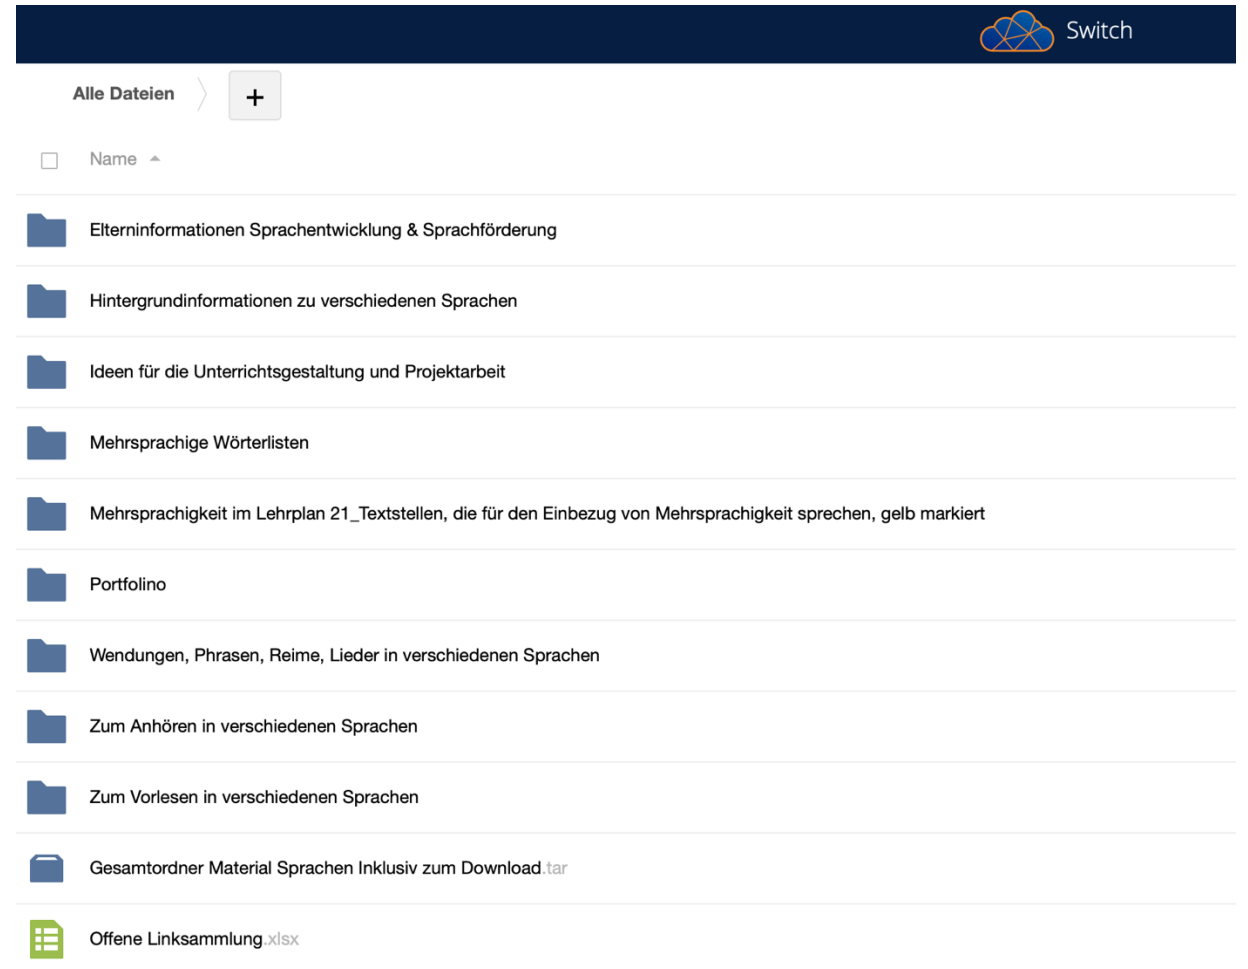 Switch
Alle Dateien
+
Name
Elterninformationen Sprachentwicklung & Sprachförderung
Hintergrundinformationen zu verschiedenen Sprachen
Ideen für die Unterrichtsgestaltung und Projektarbeit
Mehrsprachige Wörterlisten
Mehrsprachigkeit im Lehrplan 21_Textstellen, die für den Einbezug von Mehrsprachigkeit sprechen, gelb markiert
Portfolino
Wendungen, Phrasen, Reime, Lieder in verschiedenen Sprachen
Zum Anhören in verschiedenen Sprachen
Zum Vorlesen in verschiedenen Sprachen
Gesamtordner Material Sprachen Inklusiv zum Download.tar
Offene Linksammlung.xlsx